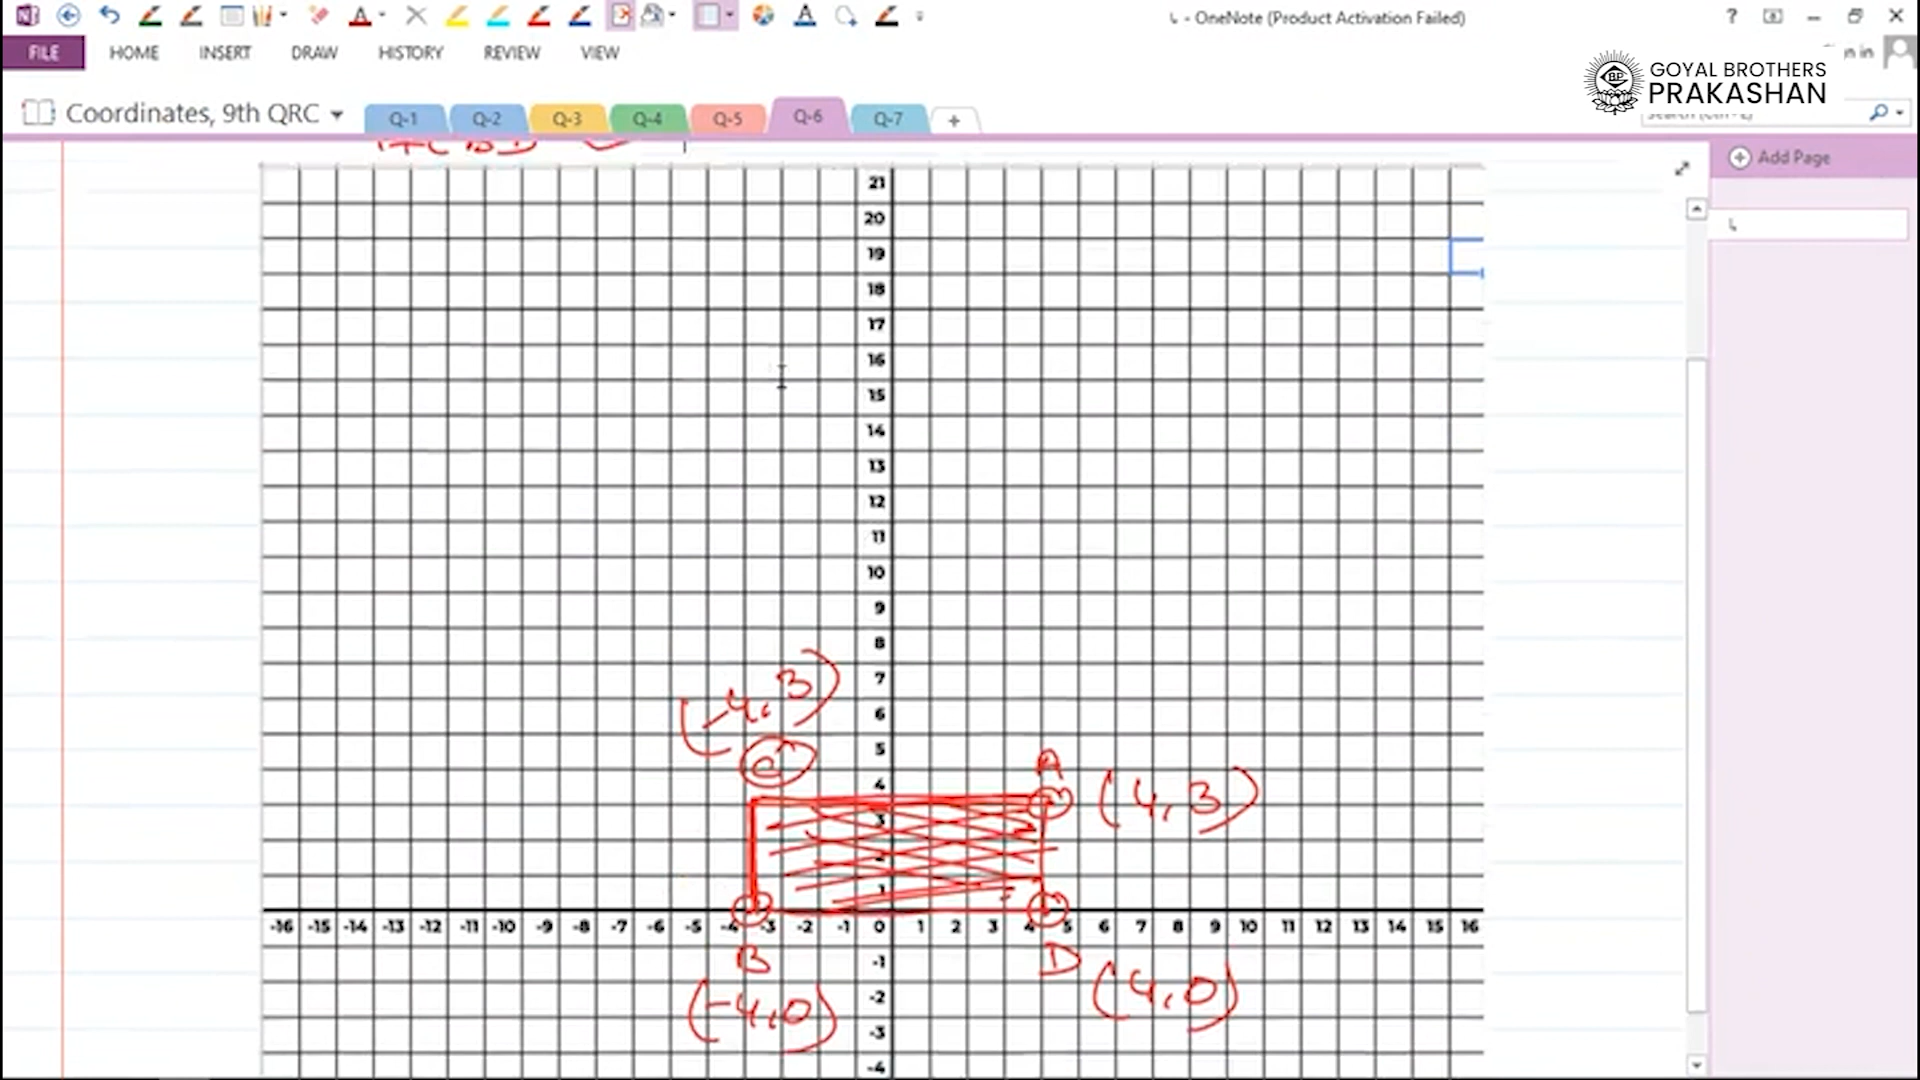 - OneNote (Product Activation Failed)
FILE HOME INSERT DRAW HISTORY REVIEW VIEW
n in
GOYAL BROTHERS
PRAKASHAN
Coordinates, 9th QRC Q-1 Q-2 Q-3 Q-4 Q-5 Q-6 Q-7 +
Add Page
21
20
19
18
17
16
15
14
13
12
11
10
9
8
7
6
5
4
3
1
(-4, 3)
C
A
(4, 3)
-16 -15 -14 -13 -12 -11 -10 -9 -8 -7 -6 -5 -4 -3 -2 -1 0 1 2 3 4 5 6 7 8 9 10 11 12 13 14 15 16
-1
-2
-3
-4
B
(-4, 0)
D
(4, 0)